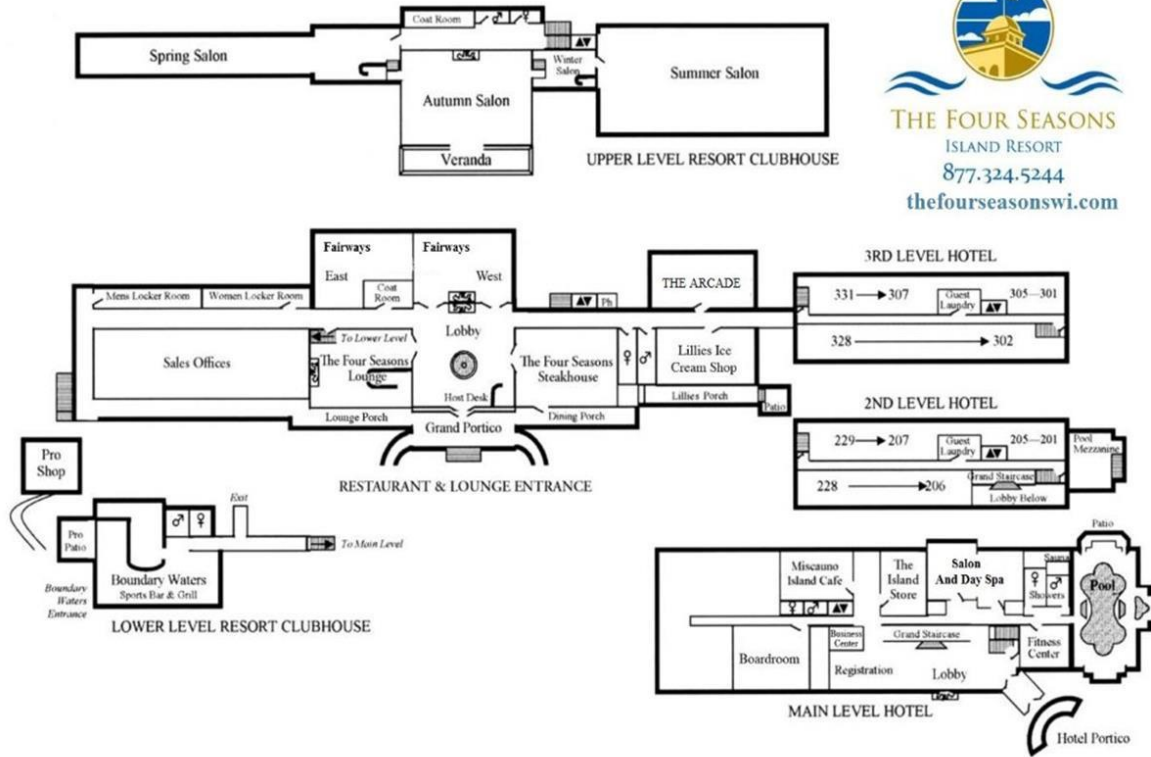 Coat Room
Spring Salon
Winter
Salon
Summer Salon
Autumn Salon
Veranda
UPPER LEVEL RESORT CLUBHOUSE
THE FOUR SEASONS
ISLAND RESORT
877.324.5244
thefourseasonswi.com
Fairways
East
Fairways
West
Coat
Room
Mens Locker Room
Women Locker Room
Ph
THE ARCADE
Lobby
To Lower Level
Sales Offices
The Four Seasons
Lounge
The Four Seasons
Steakhouse
Lillies Ice
Cream Shop
Host Desk
Lillies Porch
Patio
Lounge Porch
Dining Porch
Grand Portico
RESTAURANT & LOUNGE ENTRANCE
3RD LEVEL HOTEL
331 → 307
Guest
Laundry
305—301
328 → 302
2ND LEVEL HOTEL
229 → 207
Guest
Laundry
205—201
Pool
Mezzanine
228 → 206
Grand Staircase
Lobby Below
Pro
Shop
Exit
Pro
Patio
To Main Level
Boundary Waters
Sports Bar & Grill
Boundary
Waters
Entrance
LOWER LEVEL RESORT CLUBHOUSE
Patio
Miscauno
Island Cafe
The
Island
Store
Salon
And Day Spa
Sauna
Showers
Pool
Boardroom
Business
Center
Grand Staircase
Registration
Lobby
Fitness
Center
MAIN LEVEL HOTEL
Hotel Portico